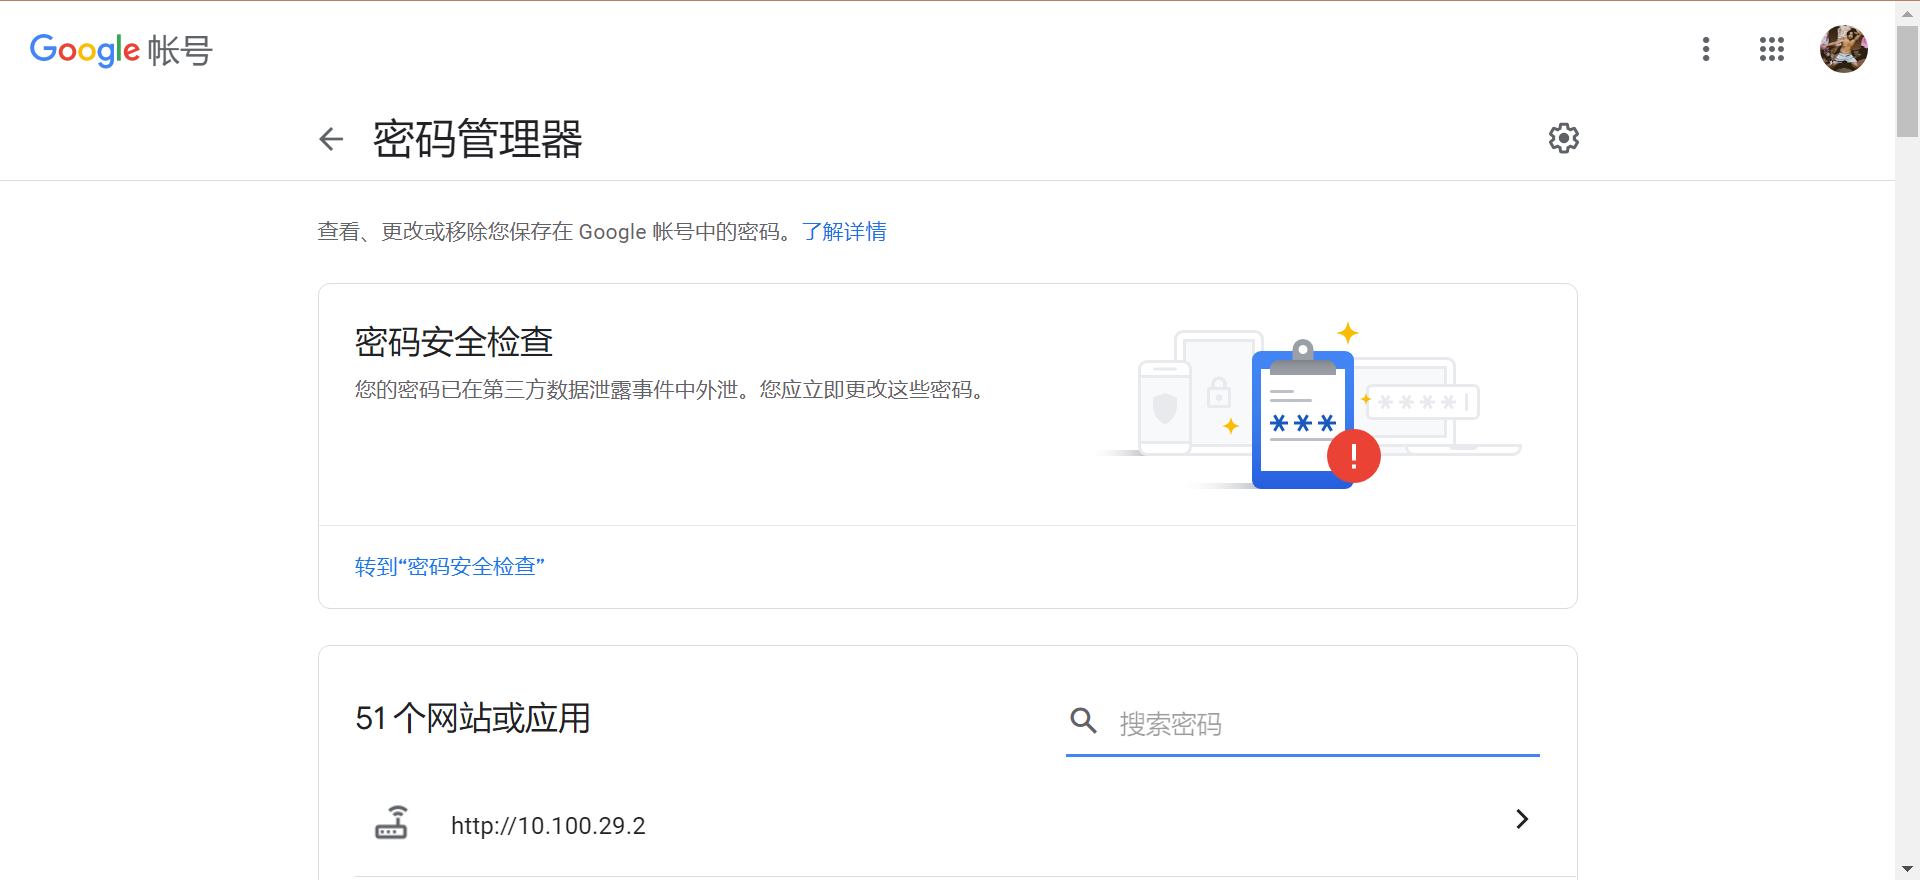 Google 帐号
密码管理器
查看、更改或移除您保存在 Google 帐号中的密码。了解详情
密码安全检查
您的密码已在第三方数据泄露事件中外泄。您应立即更改这些密码。
转到“密码安全检查”
51 个网站或应用
搜索密码
http://10.100.29.2